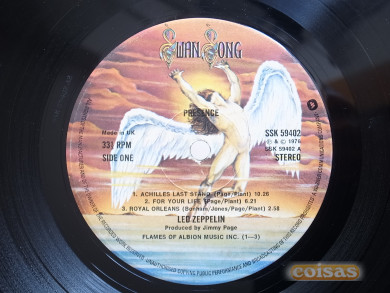 SWAN SONG
PRESENCE
Made in UK
33⅓ RPM
SIDE ONE
SSK 59402
℗ & © 1976
SSK 59402 A
STEREO
1. ACHILLES LAST STAND (Page/Plant) 10.26
2. FOR YOUR LIFE (Page/Plant) 6.21
3. ROYAL ORLEANS (Bonham/Jones/Page/Plant) 2.58
LED ZEPPELIN
Produced by Jimmy Page
FLAMES OF ALBION MUSIC INC. (1—3)
coisas